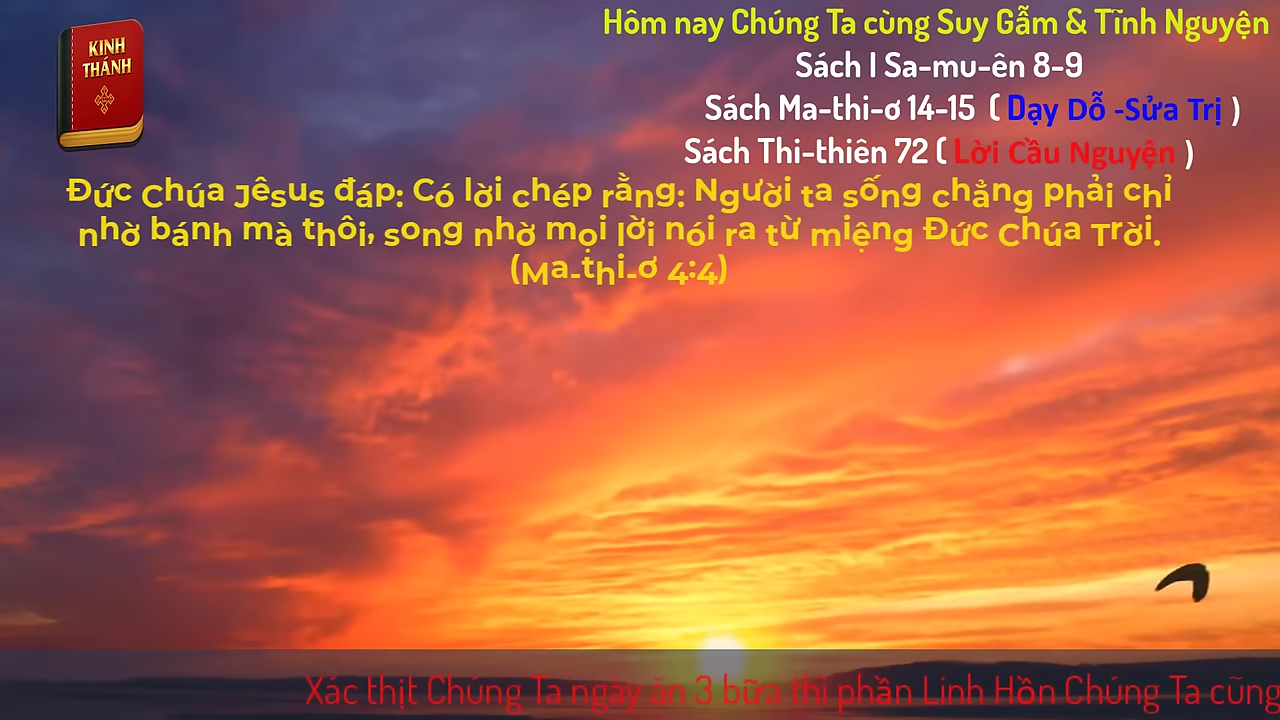 KINH
THÁNH
Hôm nay Chúng Ta cùng Suy Gẫm & Tĩnh Nguyện
Sách I Sa-mu-ên 8-9
Sách Ma-thi-ơ 14-15 ( Dạy Dỗ -Sửa Trị )
Sách Thi-thiên 72 ( Lời Cầu Nguyện )
Đức Chúa Jêsus đáp: Có lời chép rằng: Người ta sống chẳng phải chỉ
nhờ bánh mà thôi, song nhờ mọi lời nói ra từ miệng Đức Chúa Trời.
(Ma-thi-ơ 4:4)
Xác thịt Chúng Ta ngày ăn 3 bữa thì phần Linh Hồn Chúng Ta cũng